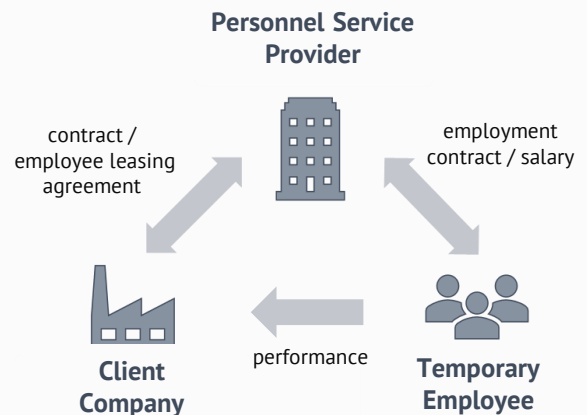 Personnel Service
Provider
contract /
employee leasing
agreement
employment
contract / salary
performance
Client
Company
Temporary
Employee